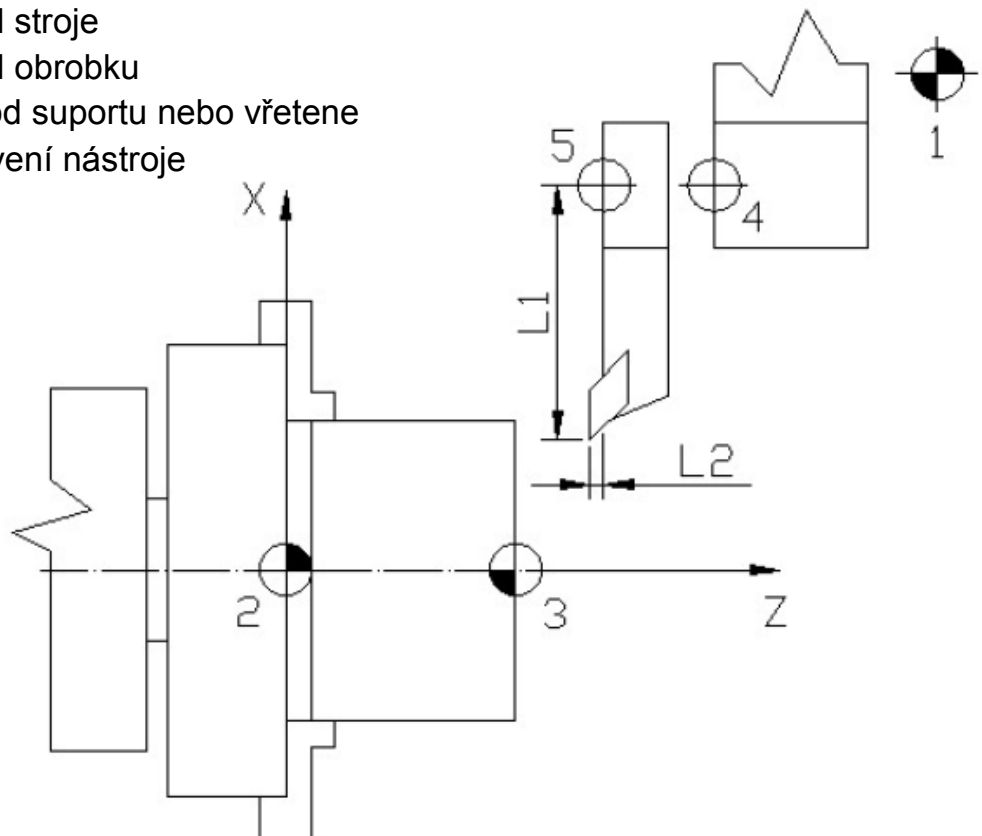 stroje
obrobku
od suportu nebo vřetene
vení nástroje
1
5
4
X
L1
L2
2
3
Z